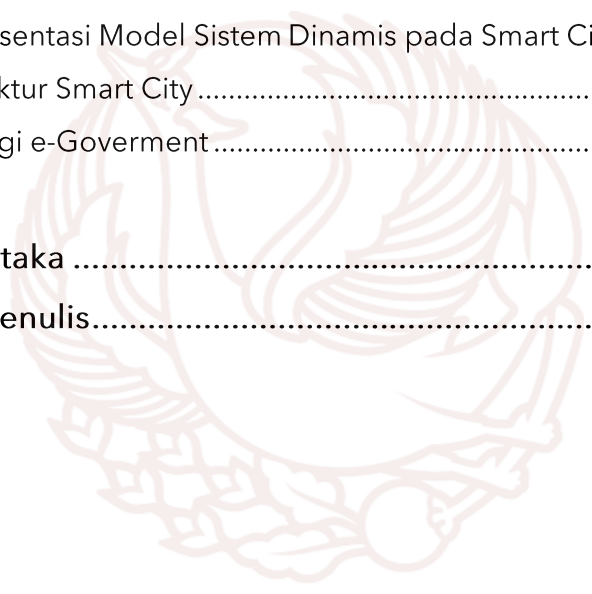 sentasi Model Sistem Dinamis pada Smart Ci
ktur Smart City ..........................................................
gi e-Goverment ........................................................
taka ...............................................................
enulis.............................................................